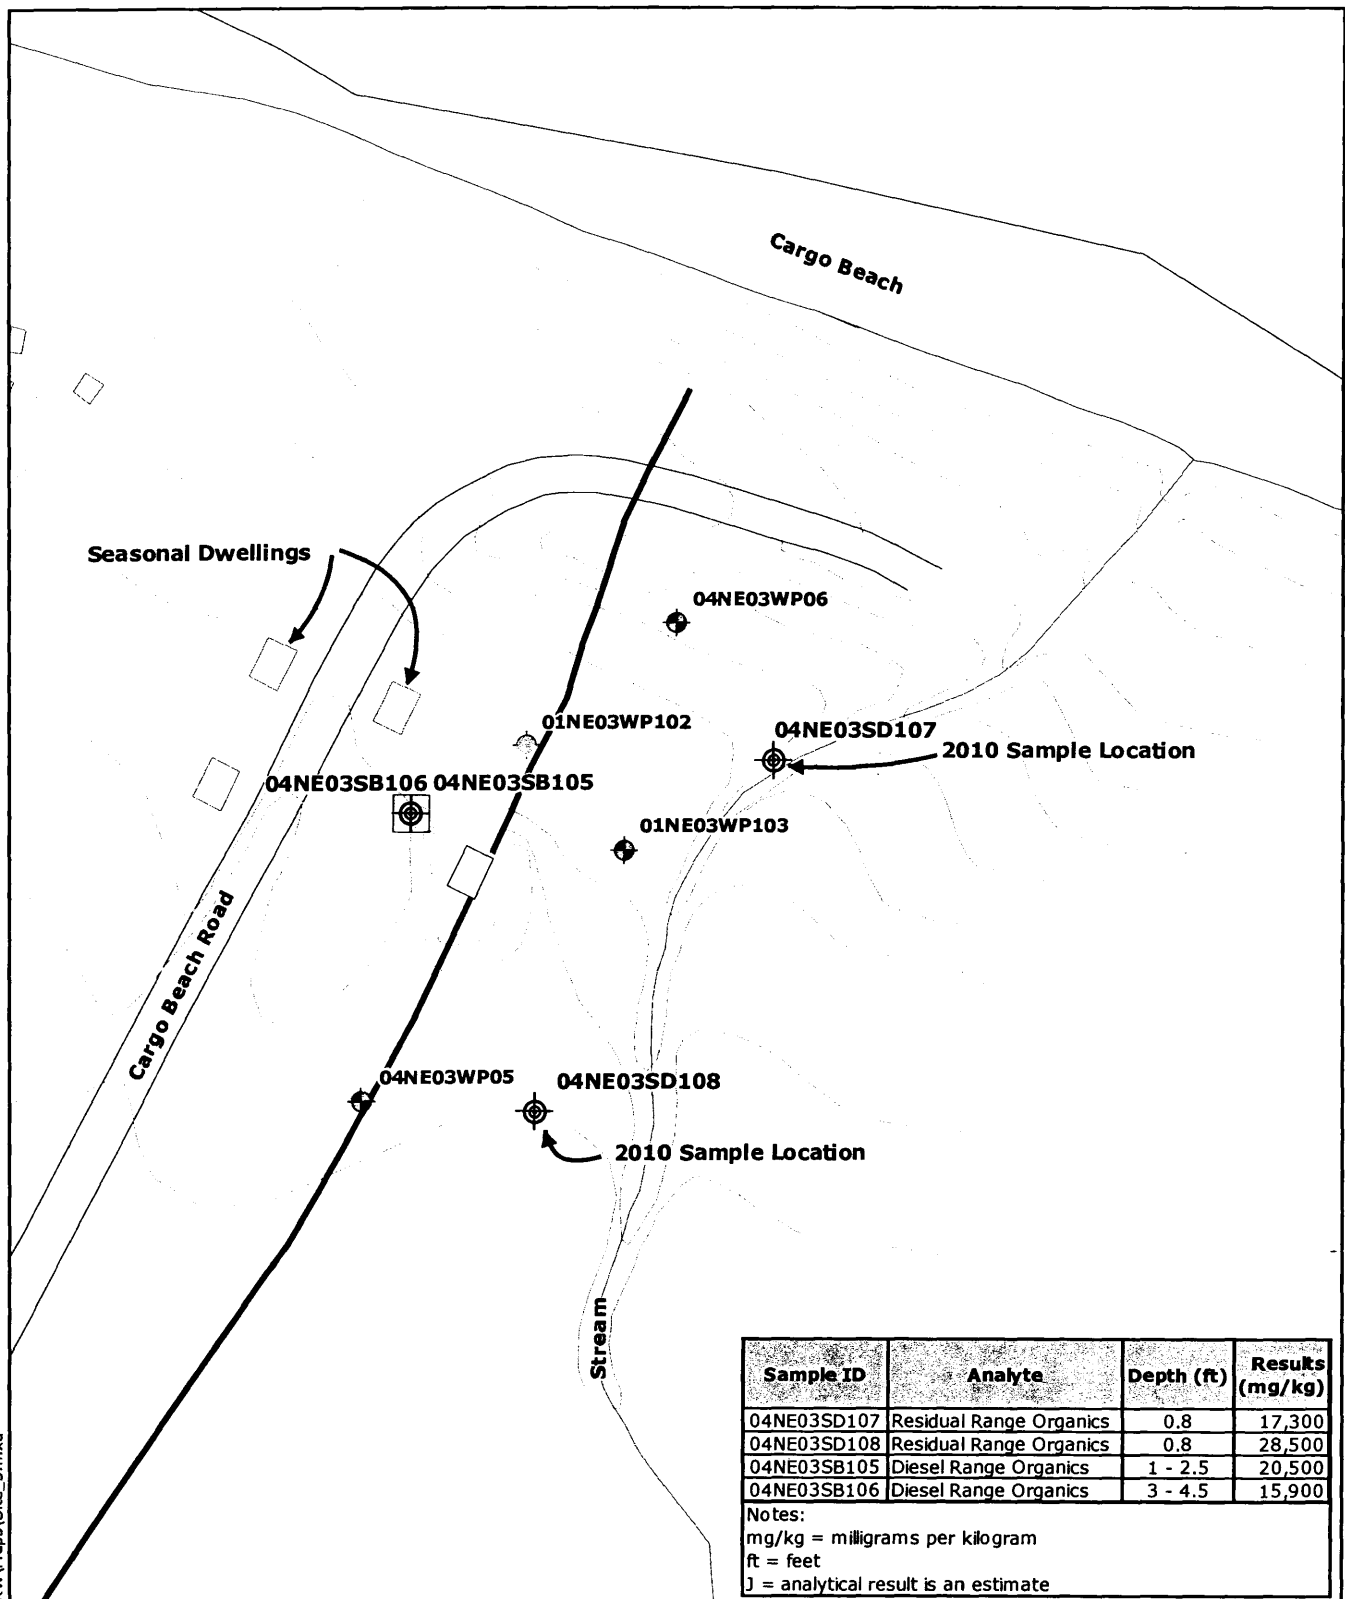 Cargo Beach
Seasonal Dwellings
04NE03WP06
01NE03WP102
04NE03SD107
2010 Sample Location
04NE03SB106 04NE03SB105
01NE03WP103
Cargo Beach Road
04NE03WP05
04NE03SD108
2010 Sample Location
Stream
Sample ID Analyte Depth (ft) Results (mg/kg)
04NE03SD107 Residual Range Organics 0.8 17,300
04NE03SD108 Residual Range Organics 0.8 28,500
04NE03SB105 Diesel Range Organics 1 - 2.5 20,500
04NE03SB106 Diesel Range Organics 3 - 4.5 15,900
Notes:
mg/kg = milligrams per kilogram
ft = feet
J = analytical result is an estimate